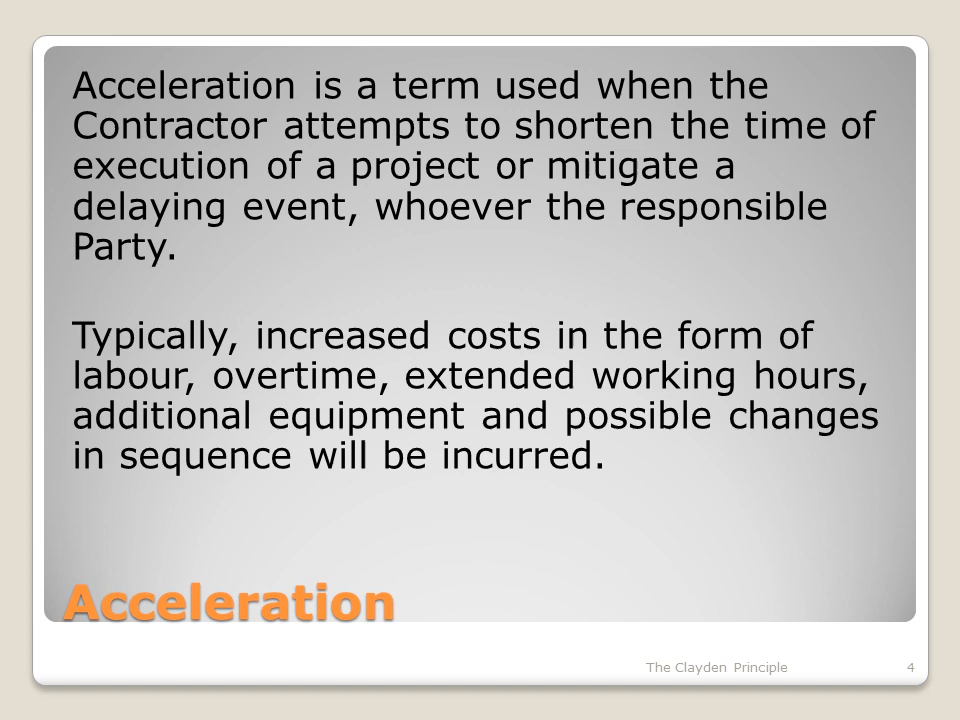 Acceleration is a term used when the
Contractor attempts to shorten the time of
execution of a project or mitigate a
delaying event, whoever the responsible
Party.
Typically, increased costs in the form of
labour, overtime, extended working hours,
additional equipment and possible changes
in sequence will be incurred.
Acceleration
The Clayden Principle 4